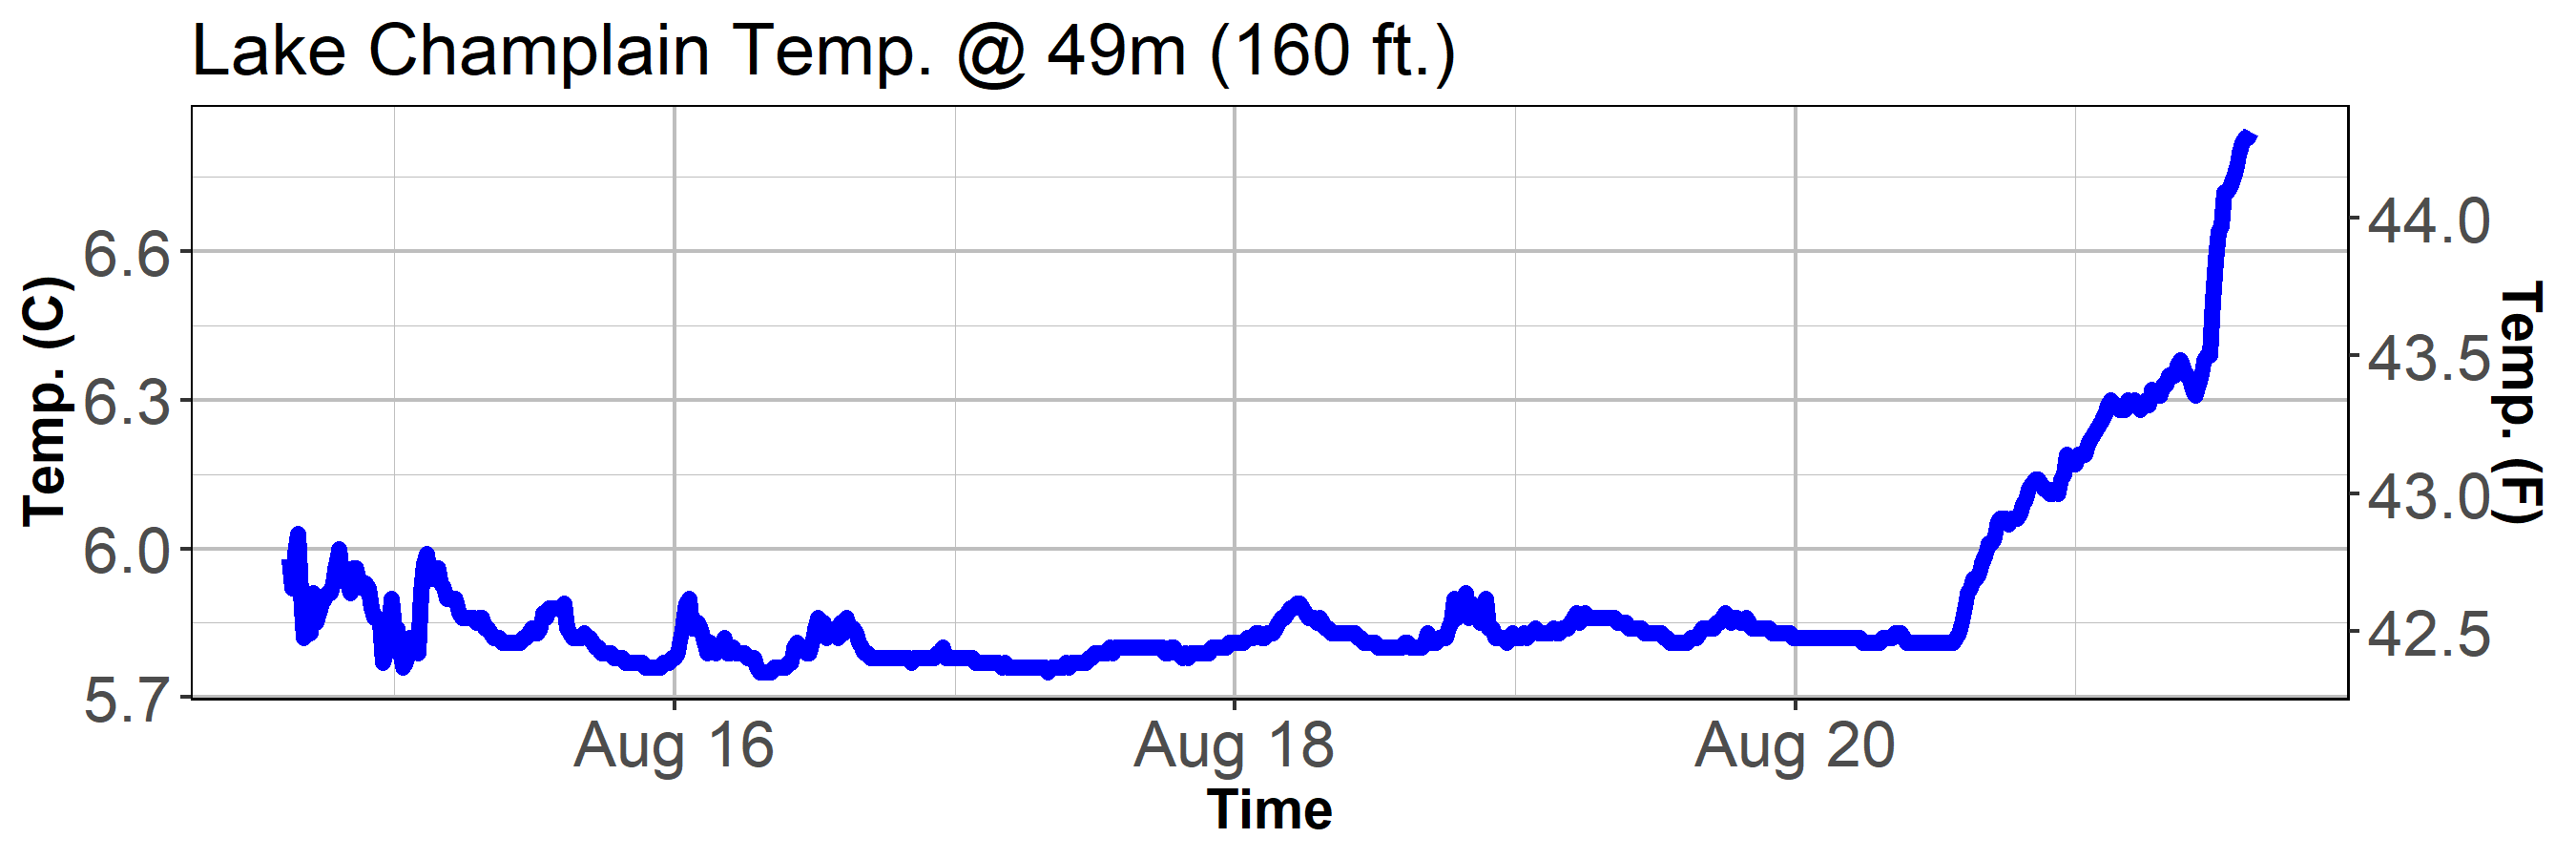 Lake Champlain Temp. @ 49m (160 ft.)
Temp. (C)
6.6
6.3
6.0
5.7
44.0
43.5
43.0
42.5
Temp. (F)
Aug 16
Aug 18
Aug 20
Time